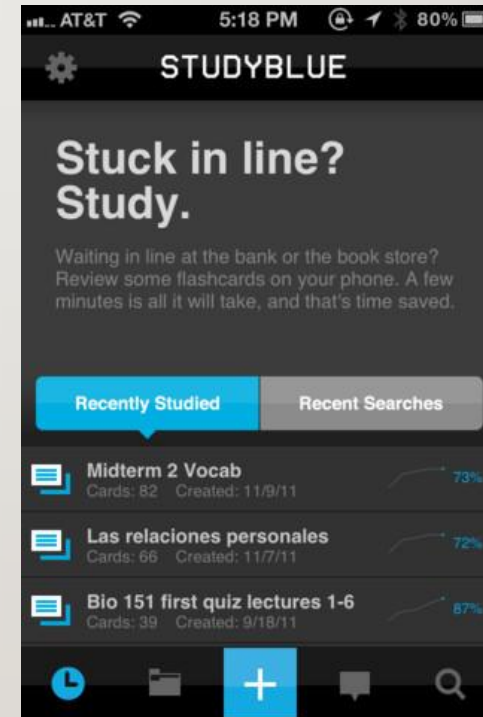 AT&T 5:18 PM 80%
STUDYBLUE
Stuck in line?
Study.
Waiting in line at the bank or the book store?
Review some flashcards on your phone. A few
minutes is all it will take, and that's time saved.
Recently Studied Recent Searches
Midterm 2 Vocab
Cards: 82 Created: 11/9/11
73%
Las relaciones personales
Cards: 66 Created: 11/7/11
72%
Bio 151 first quiz lectures 1-6
Cards: 39 Created: 9/18/11
87%